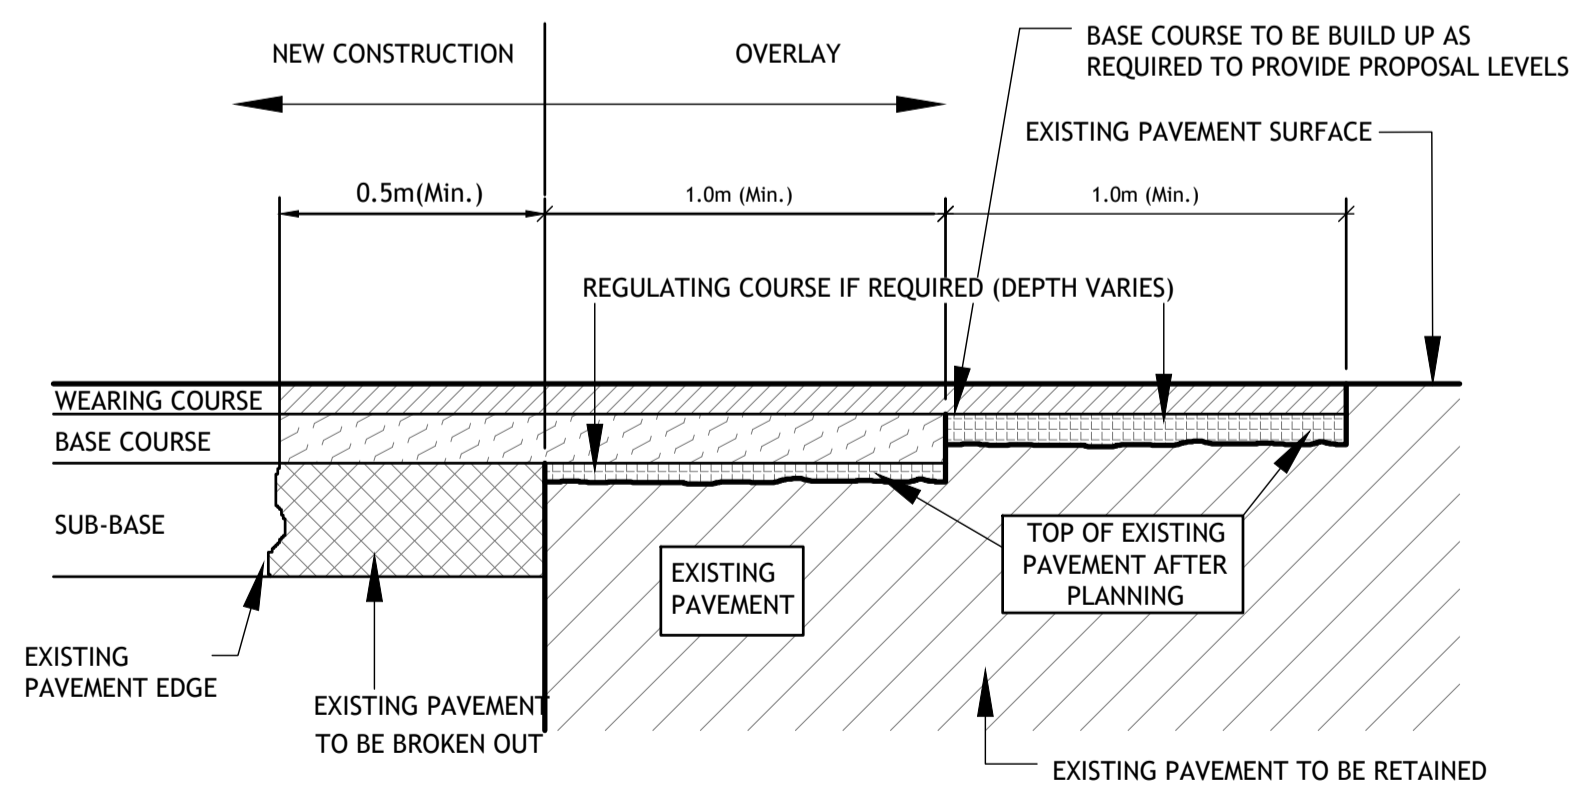 NEW CONSTRUCTION
OVERLAY
BASE COURSE TO BE BUILD UP AS
REQUIRED TO PROVIDE PROPOSAL LEVELS
EXISTING PAVEMENT SURFACE
0.5m(Min.)
1.0m (Min.)
1.0m (Min.)
REGULATING COURSE IF REQUIRED (DEPTH VARIES)
WEARING COURSE
BASE COURSE
SUB-BASE
TOP OF EXISTING
PAVEMENT AFTER
PLANNING
EXISTING
PAVEMENT
EXISTING
PAVEMENT EDGE
EXISTING PAVEMENT
TO BE BROKEN OUT
EXISTING PAVEMENT TO BE RETAINED